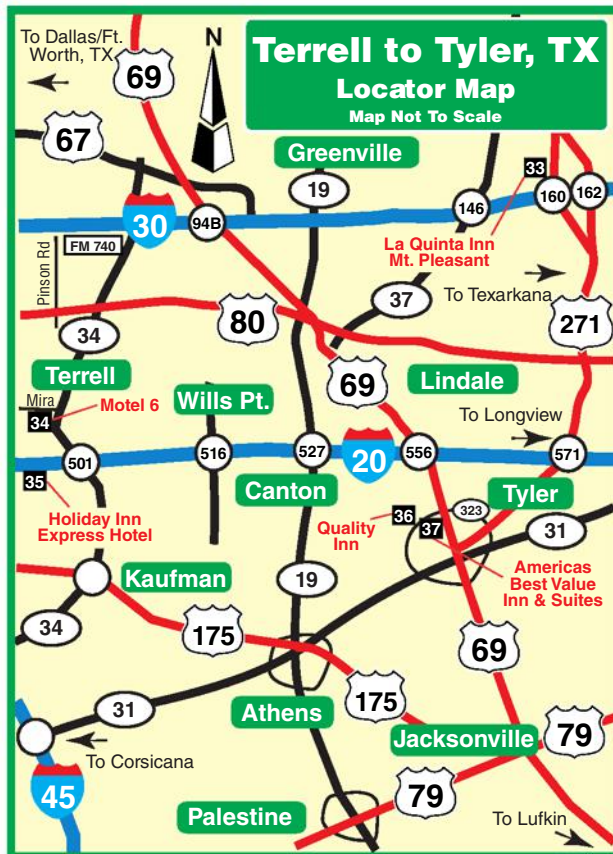 To Dallas/Ft.
Worth, TX
N
Terrell to Tyler, TX
Locator Map
Map Not To Scale
69
67
Greenville
19
33
160
162
146
30
94B
La Quinta Inn
Mt. Pleasant
FM 740
Pinson Rd
To Texarkana
37
271
80
34
Terrell
69
Lindale
Wills Pt.
Mira
34
Motel 6
To Longview
501
516
527
20
556
571
35
Canton
Tyler
Holiday Inn
Express Hotel
Quality
Inn
36
37
323
31
Americas
Best Value
Inn & Suites
Kaufman
19
34
175
69
31
175
Athens
Jacksonville
79
To Corsicana
45
79
Palestine
To Lufkin